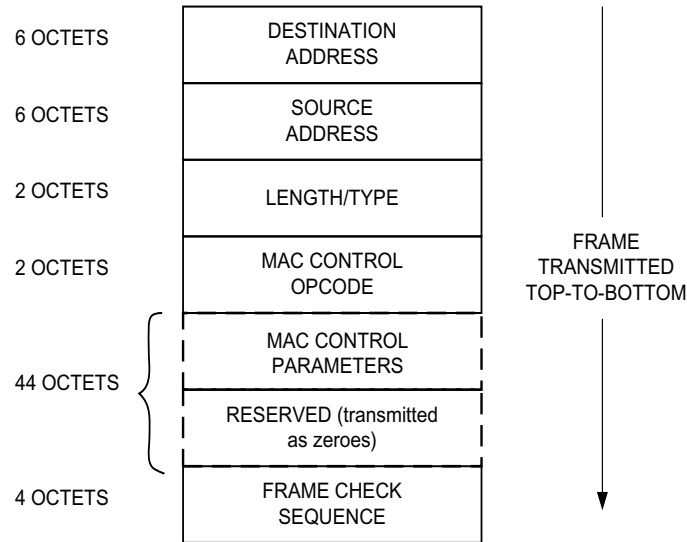 6 OCTETS
DESTINATION
ADDRESS
6 OCTETS
SOURCE
ADDRESS
2 OCTETS
LENGTH/TYPE
2 OCTETS
MAC CONTROL
OPCODE
44 OCTETS
MAC CONTROL
PARAMETERS
RESERVED (transmitted
as zeroes)
4 OCTETS
FRAME CHECK
SEQUENCE
FRAME
TRANSMITTED
TOP-TO-BOTTOM